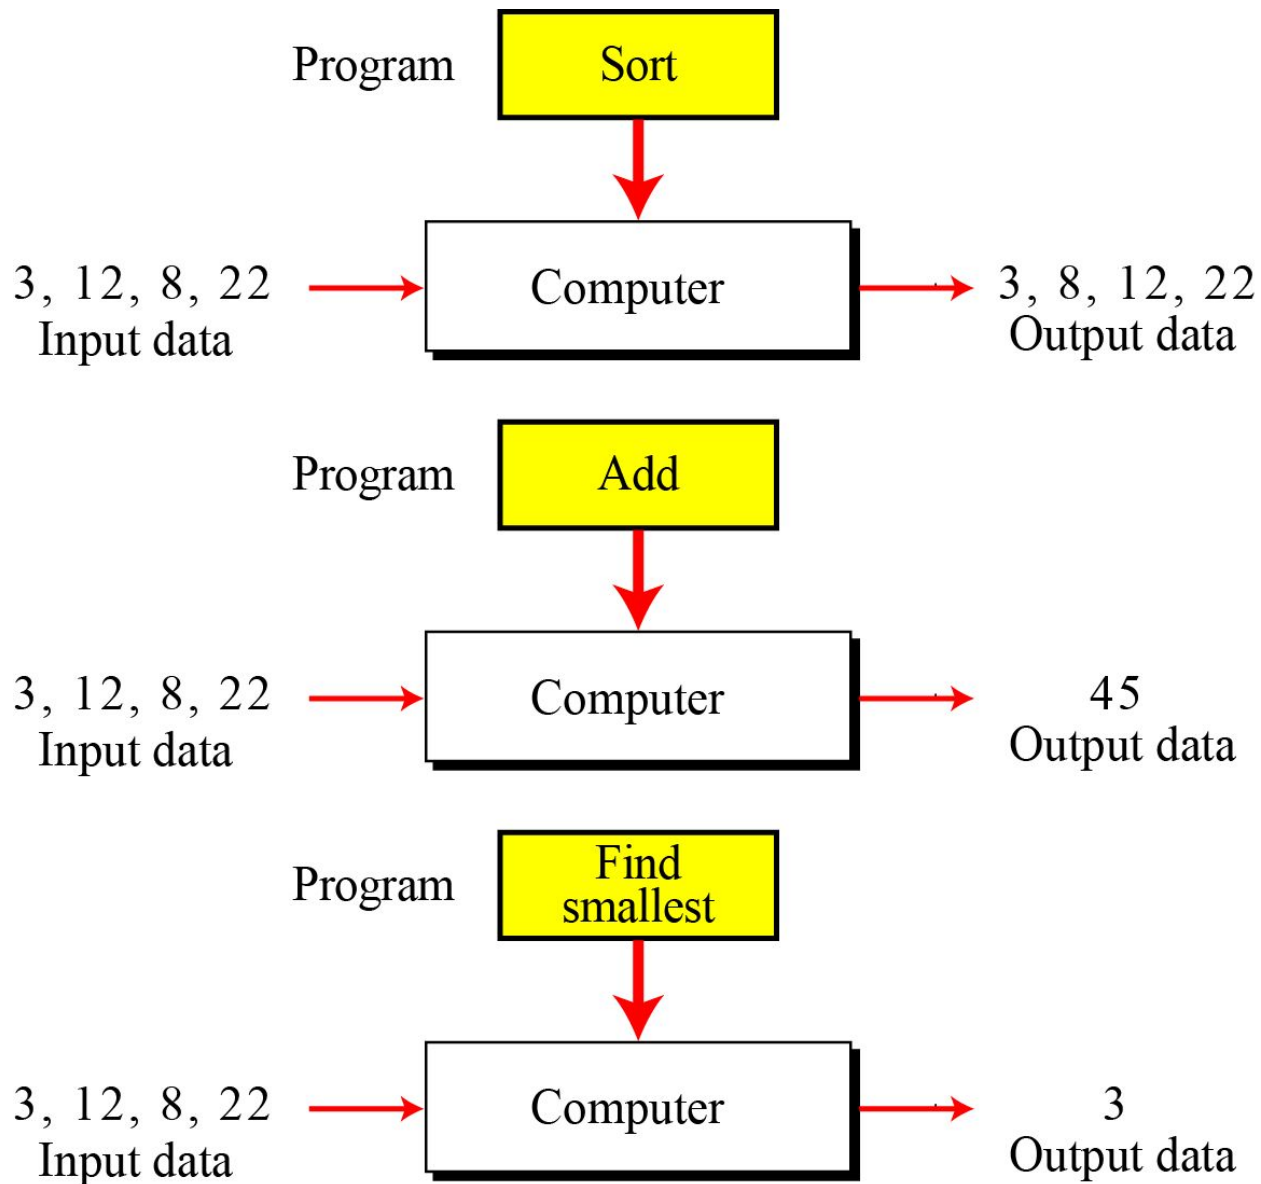 Program
Sort
3, 12, 8, 22
Input data
Computer
3, 8, 12, 22
Output data
Program
Add
3, 12, 8, 22
Input data
Computer
45
Output data
Program
Find
smallest
3, 12, 8, 22
Input data
Computer
3
Output data